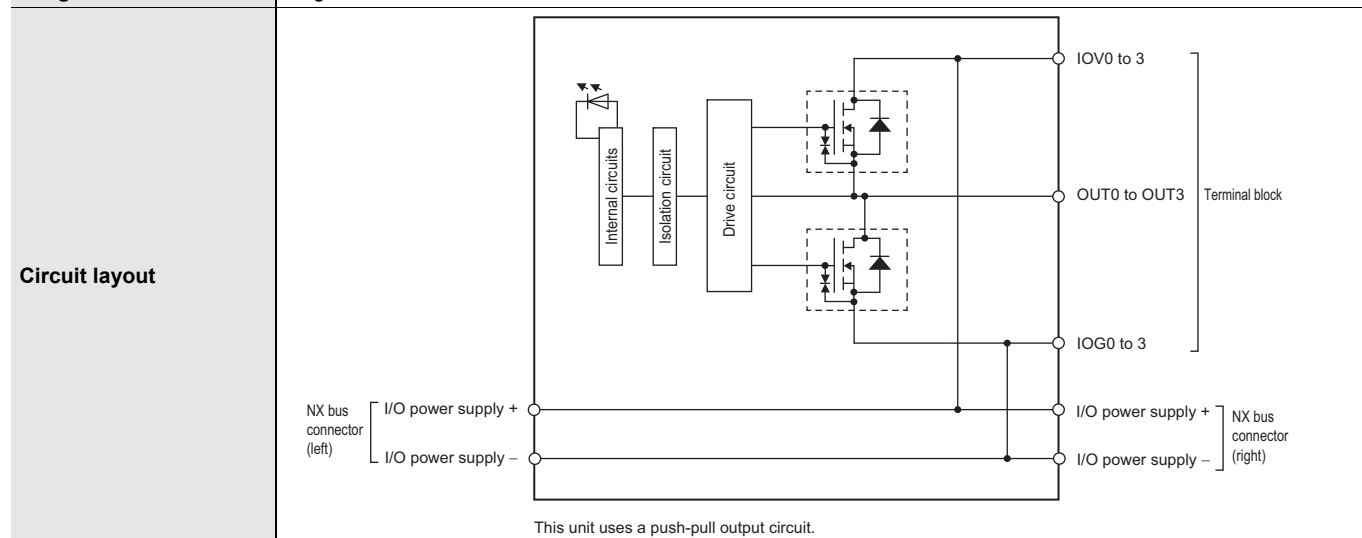 Circuit layout
IOV0 to 3
Internal circuits
Isolation circuit
Drive circuit
OUT0 to OUT3
Terminal block
IOG0 to 3
NX bus
connector
(left)
I/O power supply +
I/O power supply −
I/O power supply +
I/O power supply −
NX bus
connector
(right)
This unit uses a push-pull output circuit.